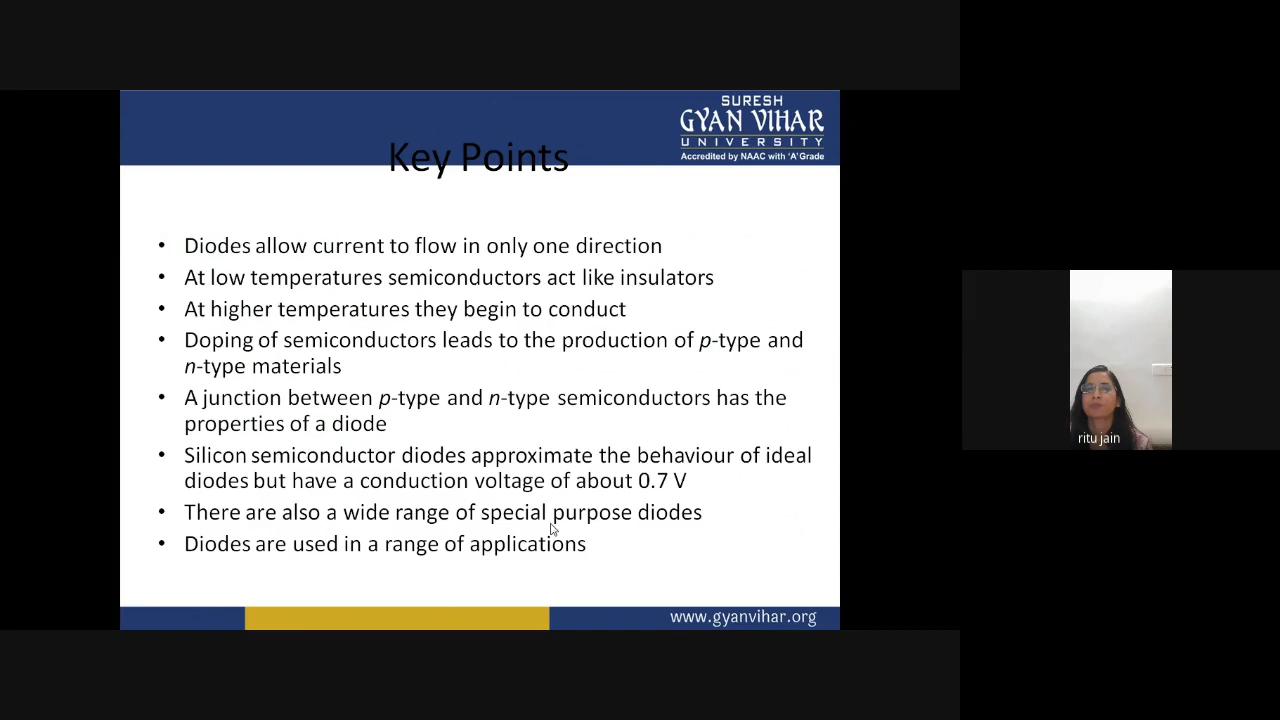 SURESH
GYAN VIHAR
UNIVERSITY
Accredited by NAAC with 'A' Grade
Key Points
• Diodes allow current to flow in only one direction
• At low temperatures semiconductors act like insulators
• At higher temperatures they begin to conduct
• Doping of semiconductors leads to the production of p-type and
n-type materials
• A junction between p-type and n-type semiconductors has the
properties of a diode
• Silicon semiconductor diodes approximate the behaviour of ideal
diodes but have a conduction voltage of about 0.7 V
• There are also a wide range of special purpose diodes
• Diodes are used in a range of applications
www.gyanvihar.org
ritu jain